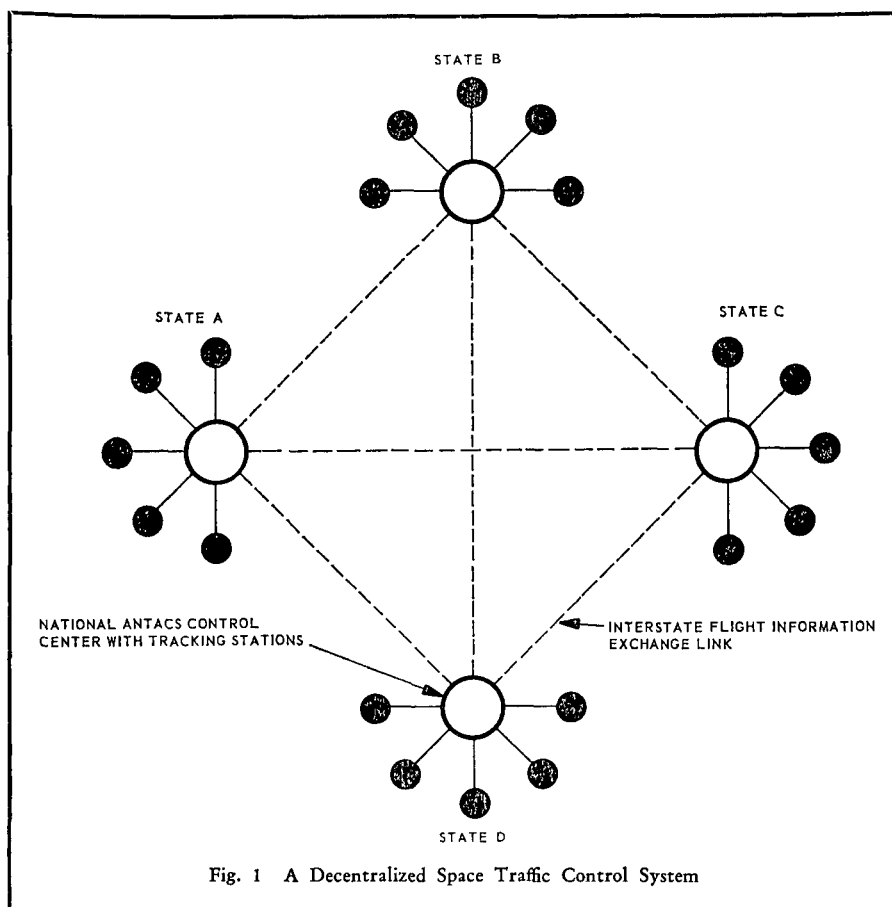 STATE B
STATE A
STATE C
NATIONAL ANTACS CONTROL
CENTER WITH TRACKING STATIONS
INTERSTATE FLIGHT INFORMATION
EXCHANGE LINK
STATE D
Fig. 1 A Decentralized Space Traffic Control System